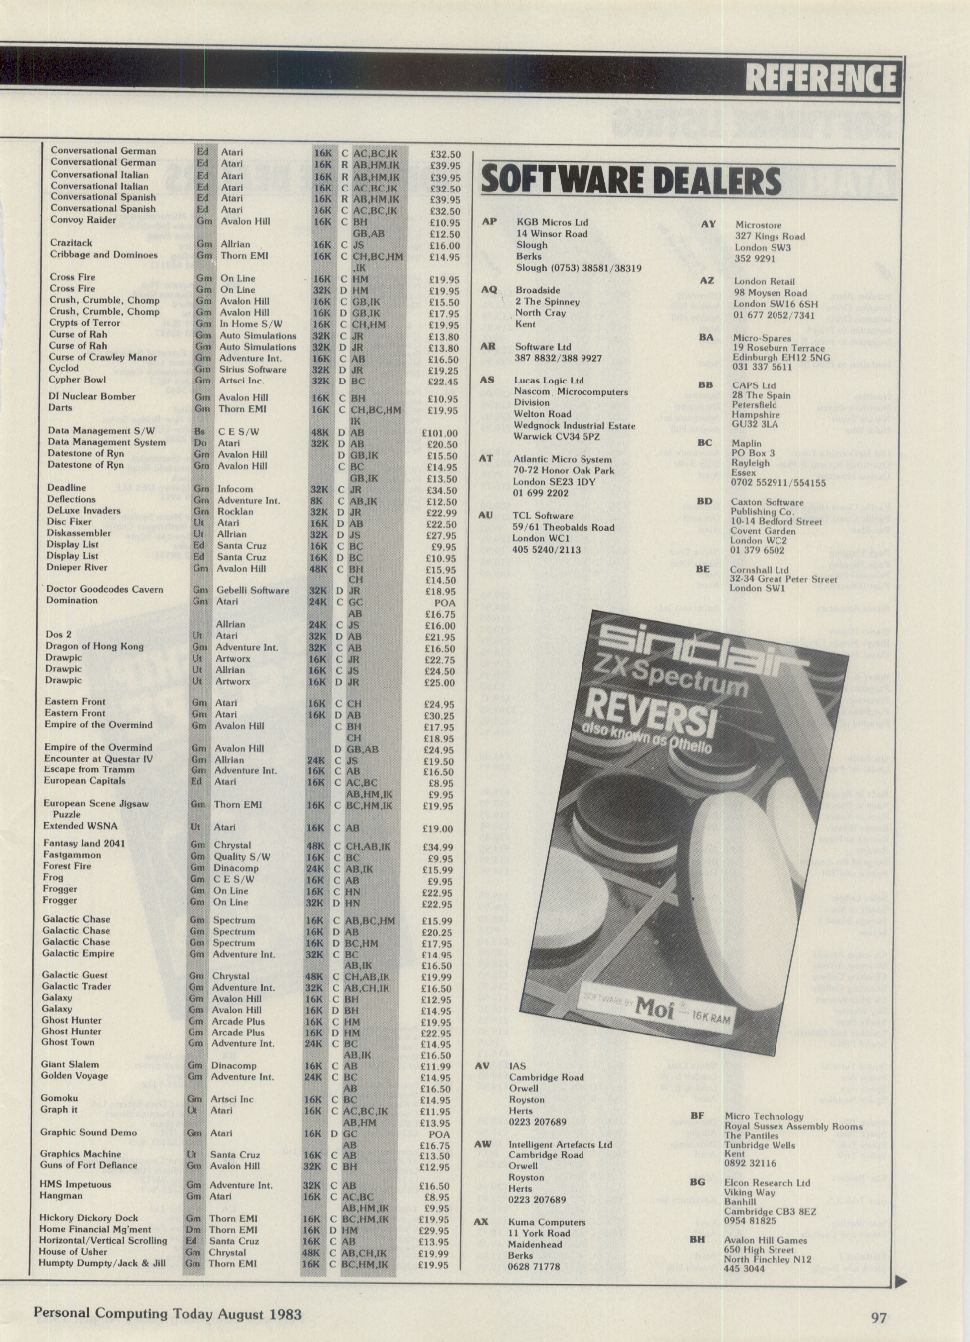 REFERENCE
Conversational German Ed Atari 16K C AC,BC,IK £32.50
Conversational German Ed Atari 16K R AB,HM,IK £39.95
Conversational Italian Ed Atari 16K R AB,HM,IK £39.95
Conversational Italian Ed Atari 16K C AC,BC,IK £32.50
Conversational Spanish Ed Atari 16K R AB,HM,IK £39.95
Conversational Spanish Ed Atari 16K C AC,BC,IK £32.50
Convoy Raider Gm Avalon Hill 16K C BH £10.95
GB,AB £12.50
Crazitack Gm Allrian 16K C JS £16.00
Cribbage and Dominoes Gm Thorn EMI 16K C CH,BC,HM £14.95
,IK
Cross Fire Gm On Line 16K C HM £19.95
Cross Fire Gm On Line 32K D HM £19.95
Crush, Crumble, Chomp Gm Avalon Hill 16K C GB,IK £15.50
Crush, Crumble, Chomp Gm Avalon Hill 32K D GB,IK £17.95
Crypts of Terror Gm In Home S/W 16K C CH,HM £19.95
Curse of Rah Gm Auto Simulations 32K C JR £13.80
Curse of Rah Gm Auto Simulations 32K D JR £13.80
Curse of Crawley Manor Gm Adventure Int. 16K C AB £16.50
Cyclod Gm Sirius Software 32K D JR £19.25
Cypher Bowl Gm Artsci Inc. 32K D BC £22.45
DI Nuclear Bomber Gm Avalon Hill 16K C BH £10.95
Darts Gm Thorn EMI 16K C CH,BC,HM £19.95
IK
Data Management S/W Bs C E S/W 48K D AB £101.00
Data Management System Do Atari 32K D AB £20.50
Datestone of Ryn Gm Avalon Hill D GB,IK £15.50
Datestone of Ryn Gm Avalon Hill C BC £14.95
GB,IK £13.50
Deadline Gm Infocom 32K C JR £34.50
Deflections Gm Adventure Int. 8K C AB,IK £12.50
DeLuxe Invaders Gm Rocklan 32K D JR £22.99
Disc Fixer Ut Atari 16K D AB £22.50
Diskassembler Ut Allrian 32K D JS £27.95
Display List Ed Santa Cruz 16K C BC £9.95
Display List Ed Santa Cruz 16K D BC £10.95
Dnieper River Gm Avalon Hill 48K C BH £15.95
CH £14.50
Doctor Goodcodes Cavern Gm Gebelli Software 32K D JR £18.95
Domination Gm Atari 24K C GC POA
AB £16.75
Allrian 24K C JS £16.00
Dos 2 Ut Atari 32K D AB £21.95
Dragon of Hong Kong Gm Adventure Int. 32K C AB £16.50
Drawpic Ut Artworx 16K C JR £22.75
Drawpic Ut Allrian 16K C JS £24.50
Drawpic Ut Artworx 16K D JR £25.00
Eastern Front Gm Atari 16K C CH £24.95
Eastern Front Gm Atari 16K D AB £30.25
Empire of the Overmind Gm Avalon Hill C BH £17.95
CH £18.95
Empire of the Overmind Gm Avalon Hill D GB,AB £24.95
Encounter at Questar IV Gm Allrian 24K C JS £19.50
Escape from Tramm Gm Adventure Int. 16K C AB £16.50
European Capitals Ed Atari 16K C AC,BC £8.95
AB,HM,IK £9.95
European Scene Jigsaw Gm Thorn EMI 16K C BC,HM,IK £19.95
Puzzle
Extended WSNA Ut Atari 16K C AB £19.00
Fantasy land 2041 Gm Chrystal 48K C CH,AB,IK £34.99
Fastgammon Gm Quality S/W 16K C BC £9.95
Forest Fire Gm Dinacomp 24K C AB,IK £15.99
Frog Gm C E S/W 16K C AB £9.95
Frogger Gm On Line 16K C HN £22.95
Frogger Gm On Line 32K D HN £22.95
Galactic Chase Gm Spectrum 16K C AB,BC,HM £15.99
Galactic Chase Gm Spectrum 16K D AB £20.25
Galactic Chase Gm Spectrum 16K D BC,HM £17.95
Galactic Empire Gm Adventure Int. 32K C BC £14.95
AB,IK £16.50
Galactic Guest Gm Chrystal 48K C CH,AB,IK £19.99
Galactic Trader Gm Adventure Int. 32K C AB,CH,IK £16.50
Galaxy Gm Avalon Hill 16K C BH £12.95
Galaxy Gm Avalon Hill 16K D BH £14.95
Ghost Hunter Gm Arcade Plus 16K C HM £19.95
Ghost Hunter Gm Arcade Plus 16K D HM £22.95
Ghost Town Gm Adventure Int. 24K C BC £14.95
AB,IK £16.50
Giant Slalem Gm Dinacomp 16K C AB £11.99
Golden Voyage Gm Adventure Int. 24K C BC £14.95
AB £16.50
Gomoku Gm Artsci Inc 16K C BC £14.95
Graph it Ut Atari 16K C AC,BC,IK £11.95
AB,HM £13.95
Graphic Sound Demo Gm Atari 16K D GC POA
AB £16.75
Graphics Machine Ut Santa Cruz 16K C AB £13.50
Guns of Fort Defiance Gm Avalon Hill 32K C BH £12.95
HMS Impetuous Gm Adventure Int. 32K C AB £16.50
Hangman Gm Atari 16K C AC,BC £8.95
AB,HM,IK £9.95
Hickory Dickory Dock Gm Thorn EMI 16K C BC,HM,IK £19.95
Home Financial Mg'ment Dm Thorn EMI 16K D HM £29.95
Horizontal/Vertical Scrolling Ed Santa Cruz 16K C AB £13.95
House of Usher Gm Chrystal 48K C AB,CH,IK £19.99
Humpty Dumpty/Jack & Jill Gm Thorn EMI 16K C BC,HM,IK £19.95
SOFTWARE DEALERS
AP KGB Micros Ltd
14 Winsor Road
Slough
Berks
Slough (0753) 38581/38319
AQ Broadside
2 The Spinney
North Cray
Kent
AR Software Ltd
387 8832/388 9927
AS Lucas Logic Ltd
Nascom Microcomputers
Division
Welton Road
Wedgnock Industrial Estate
Warwick CV34 5PZ
AT Atlantic Micro System
70-72 Honor Oak Park
London SE23 1DY
01 699 2202
AU TCL Software
59/61 Theobalds Road
London WC1
405 5240/2113
AY Microstore
327 Kings Road
London SW3
352 9291
AZ London Retail
98 Moysen Road
London SW16 6SH
01 677 2052/7341
BA Micro-Spares
19 Roseburn Terrace
Edinburgh EH12 5NG
031 337 5611
BB CAPS Ltd
28 The Spain
Petersfield
Hampshire
GU32 3LA
BC Maplin
PO Box 3
Rayleigh
Essex
0702 552911/554155
BD Caxton Software
Publishing Co.
10-14 Bedford Street
Covent Garden
London WC2
01 379 6502
BE Cornshall Ltd
32-34 Great Peter Street
London SW1
sinclair
ZX Spectrum
REVERSI
also known as Othello
SOFTWARE BY Moi 16K RAM
AV IAS
Cambridge Road
Orwell
Royston
Herts
0223 207689
AW Intelligent Artefacts Ltd
Cambridge Road
Orwell
Royston
Herts
0223 207689
AX Kuma Computers
11 York Road
Maidenhead
Berks
0628 71778
BF Micro Technology
Royal Sussex Assembly Rooms
The Pantiles
Tunbridge Wells
Kent
0892 32116
BG Elcon Research Ltd
Viking Way
Banhill
Cambridge CB3 8EZ
0954 81825
BH Avalon Hill Games
650 High Street
North Finchley N12
445 3044
Personal Computing Today August 1983
97